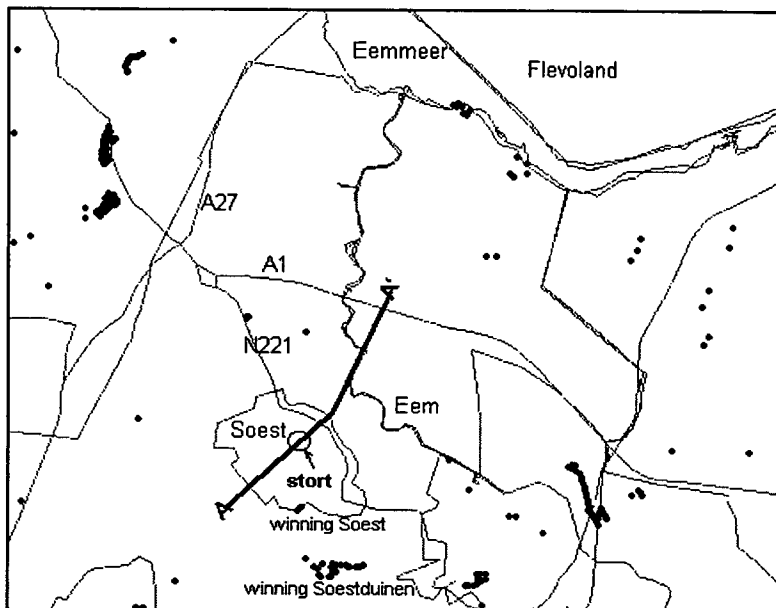 Eemmeer
Flevoland
A27
A1
A'
N221
Eem
Soest
stort
A
winning Soest
winning Soestduinen